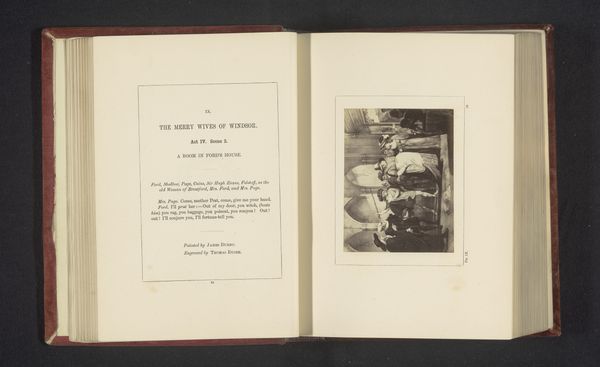 IX.
THE MERRY WIVES OF WINDSOR.
Act IV. Scene 2.
A ROOM IN FORD'S HOUSE.
Ford, Shallow, Page, Caius, Sir Hugh Evans, Falstaff, as the
old Woman of Brentford, Mrs. Ford, and Mrs. Page.
Mrs. Page. Come, mother Prat, come, give me your hand.
Ford. I'll prat her:—Out of my door, you witch, (beats
him) you rag, you baggage, you polecat, you ronyon! Out!
out! I'll conjure you, I'll fortune-tell you.
Painted by JAMES DURNO.
Engraved by THOMAS RYDER.